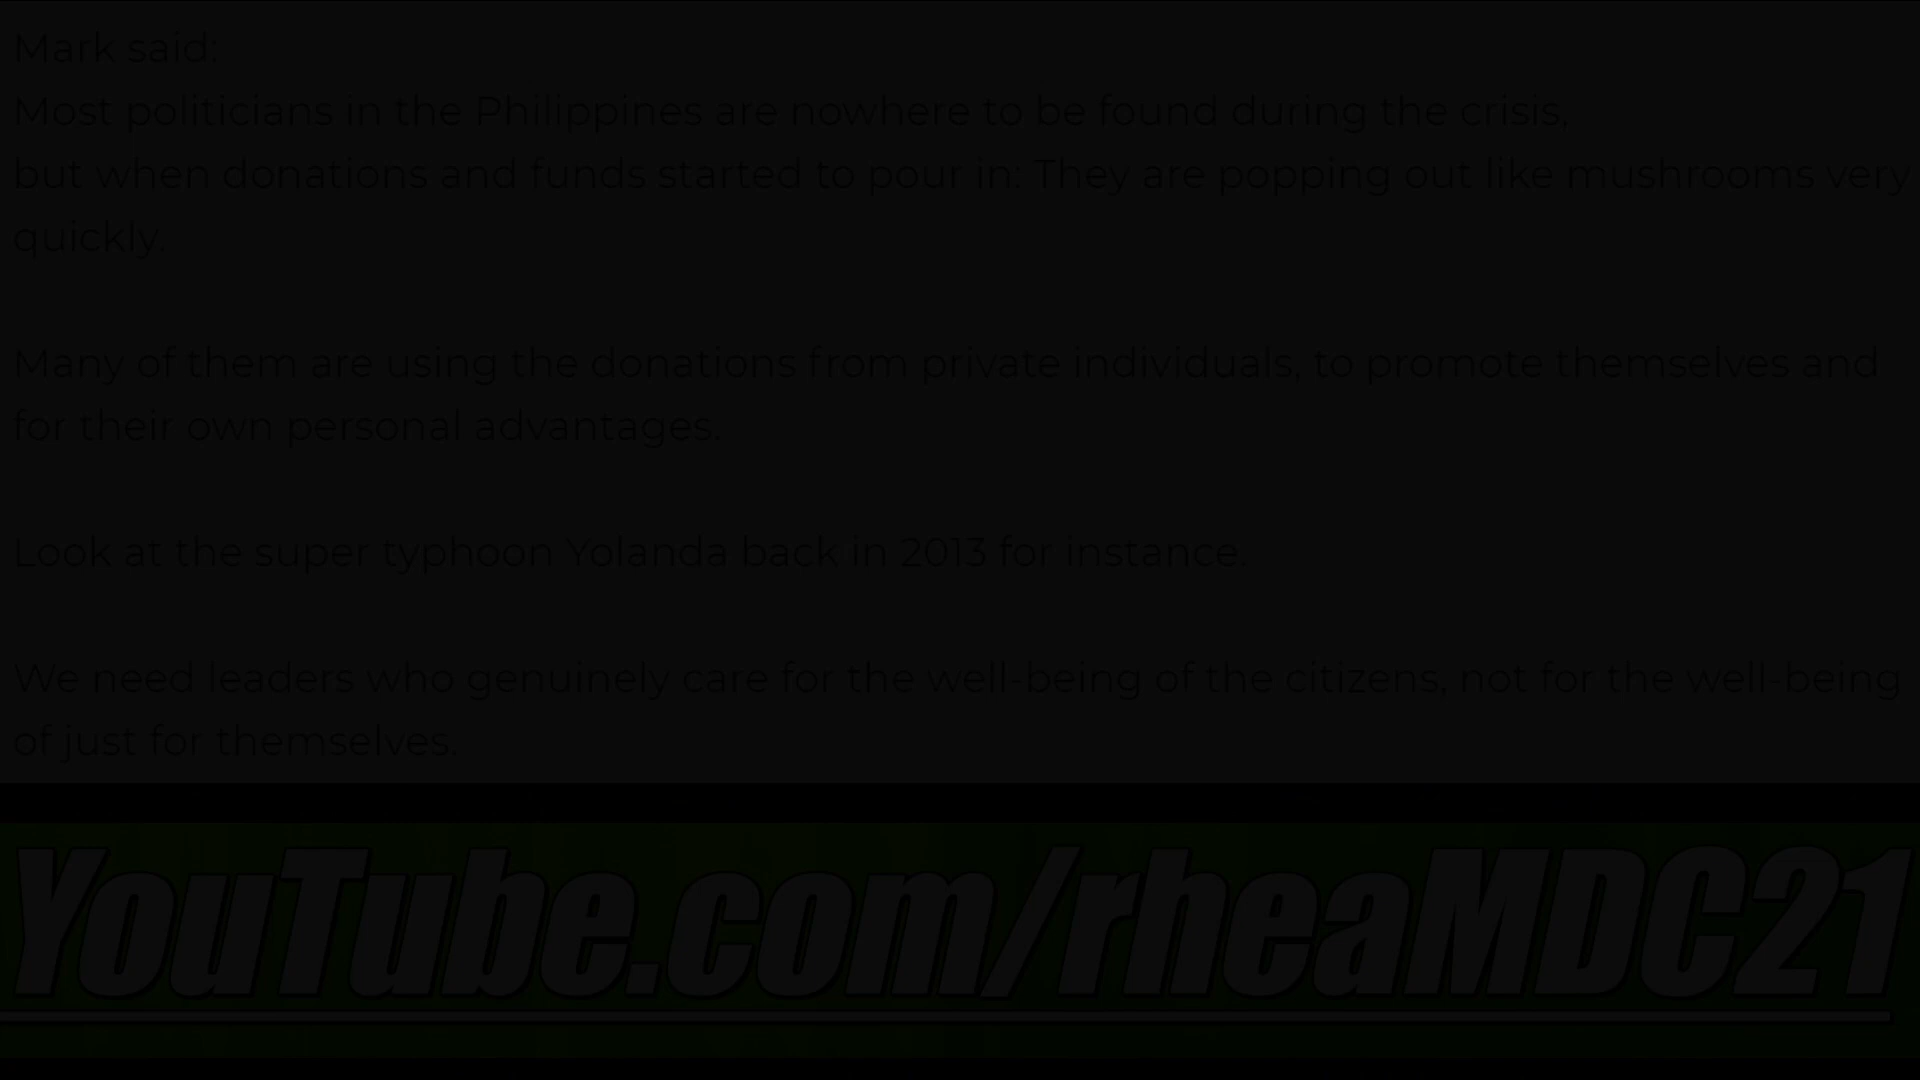 Mark said:
Most politicians in the Philippines are nowhere to be found during the crisis,
but when donations and funds started to pour in: They are popping out like mushrooms very
quickly.
Many of them are using the donations from private individuals, to promote themselves and
for their own personal advantages.
Look at the super typhoon Yolanda back in 2013 for instance.
We need leaders who genuinely care for the well-being of the citizens, not for the well-being
of just for themselves.
YouTube.com/rheaMDC21